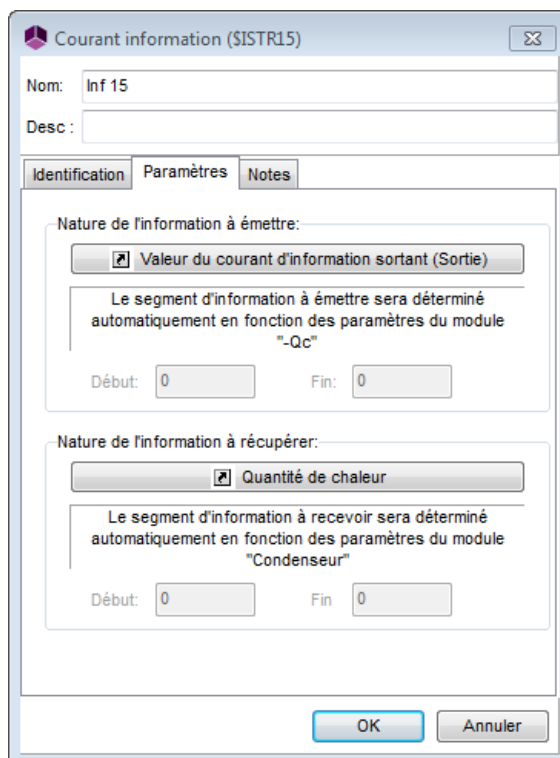 Courant information ($ISTR15)
Nom: Inf 15
Desc :
Identification Paramètres Notes
Nature de l'information à émettre:
Valeur du courant d'information sortant (Sortie)
Le segment d'information à émettre sera déterminé
automatiquement en fonction des paramètres du module
"-Qc"
Début: 0 Fin: 0
Nature de l'information à récupérer:
Quantité de chaleur
Le segment d'information à recevoir sera déterminé
automatiquement en fonction des paramètres du module
"Condenseur"
Début: 0 Fin 0
OK Annuler